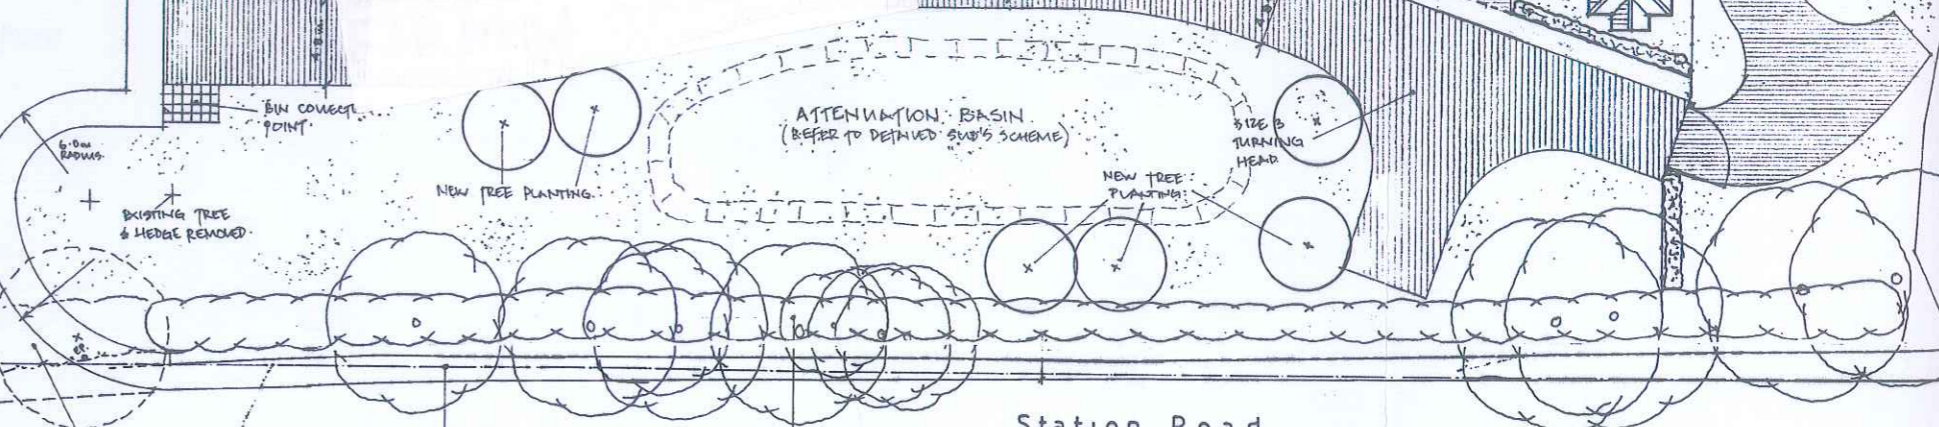 BIN COLLECT.
POINT.
6.0m
RADIUS.
EXISTING TREE
& HEDGE REMOVED.
NEW TREE PLANTING.
ATTENUATION BASIN
(REFER TO DETAILED SUD'S SCHEME)
SIZE 3
TURNING
HEAD
NEW TREE
PLANTING.
Station Road